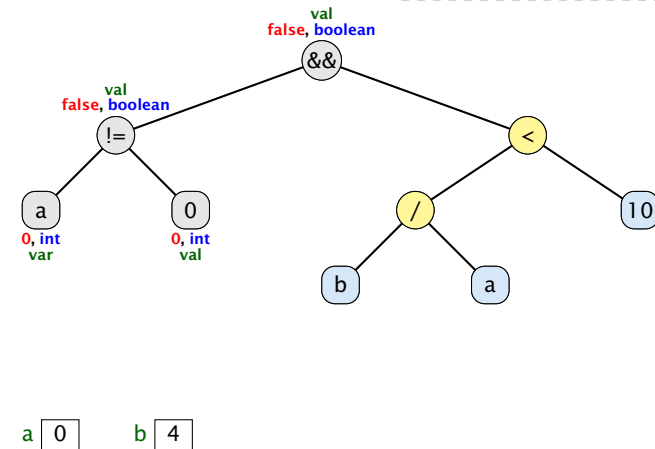 val
false, boolean
&&
val
false, boolean
!=
<
a
0
/
10
0, int
var
0, int
val
b
a
a 0 b 4